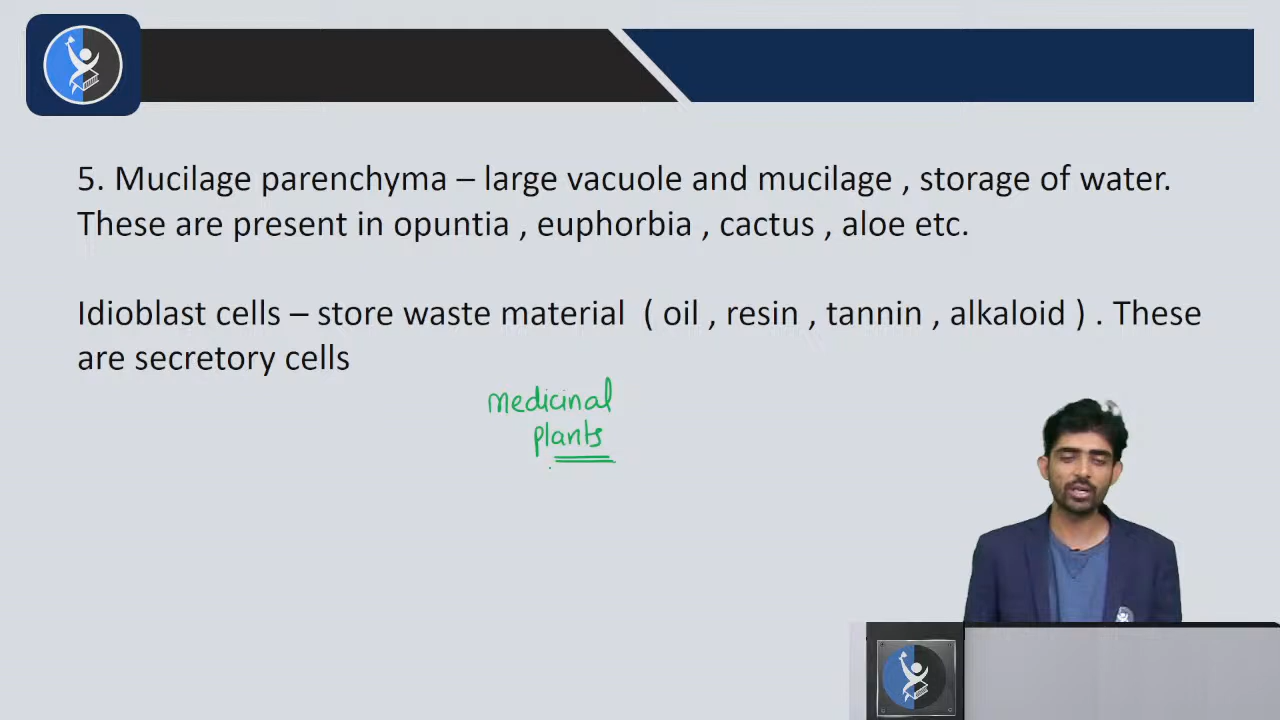 5. Mucilage parenchyma – large vacuole and mucilage , storage of water.
These are present in opuntia , euphorbia , cactus , aloe etc.
Idioblast cells – store waste material ( oil , resin , tannin , alkaloid ) . These
are secretory cells
medicinal
plants